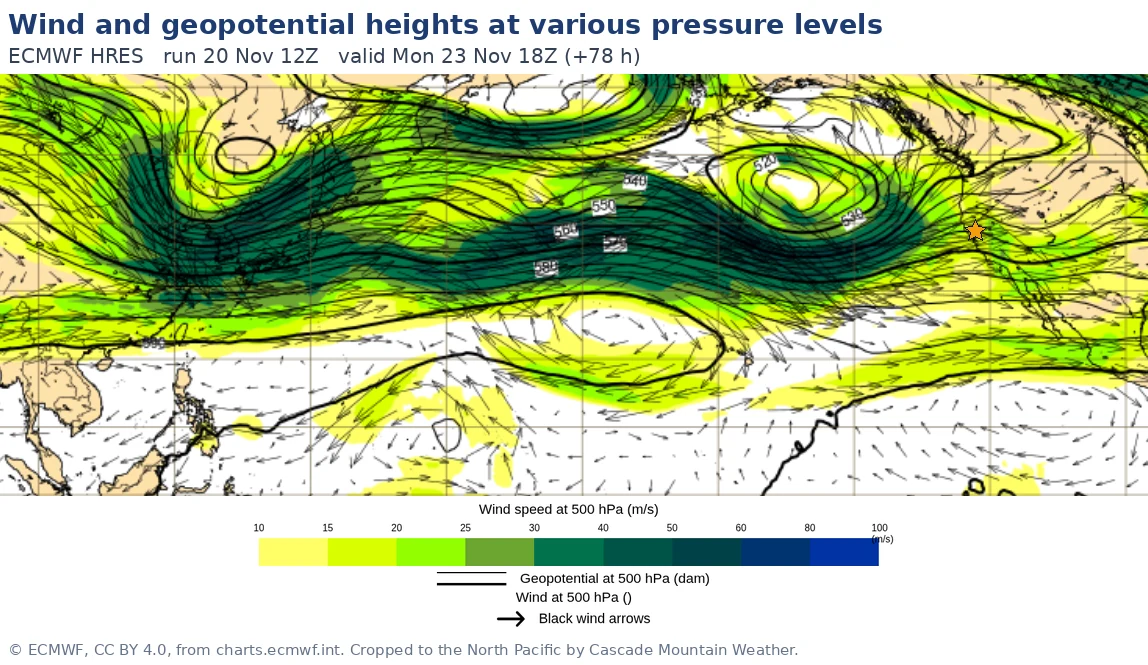 Wind and geopotential heights at various pressure levels
ECMWF HRES run 20 Nov 12Z valid Mon 23 Nov 18Z (+78 h)
520
540
550
530
560
580
Wind speed at 500 hPa (m/s)
10 15 20 25 30 40 50 60 80 100
(m/s)
Geopotential at 500 hPa (dam)
Wind at 500 hPa ()
Black wind arrows
© ECMWF, CC BY 4.0, from charts.ecmwf.int. Cropped to the North Pacific by Cascade Mountain Weather.